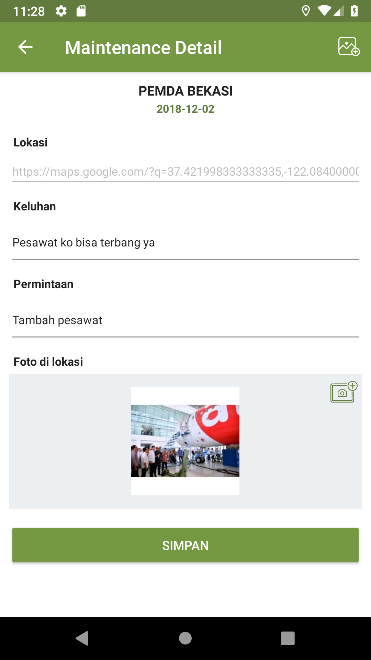 11:28
Maintenance Detail
PEMDA BEKASI
2018-12-02
Lokasi
https://maps.google.com/?q=37.421998333333335,-122.08400000
Keluhan
Pesawat ko bisa terbang ya
Permintaan
Tambah pesawat
Foto di lokasi
SIMPAN